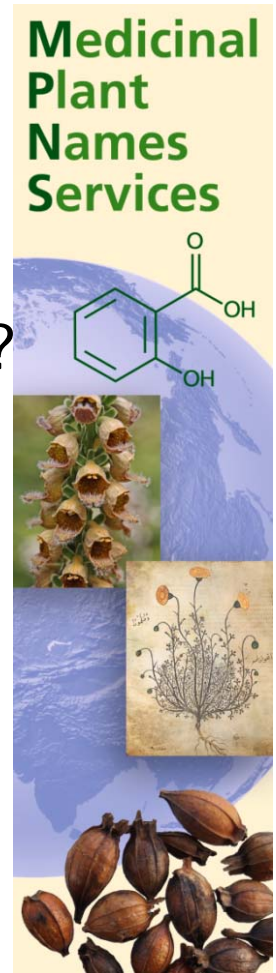 Medicinal
Plant
Names
Services
?
O
OH
OH